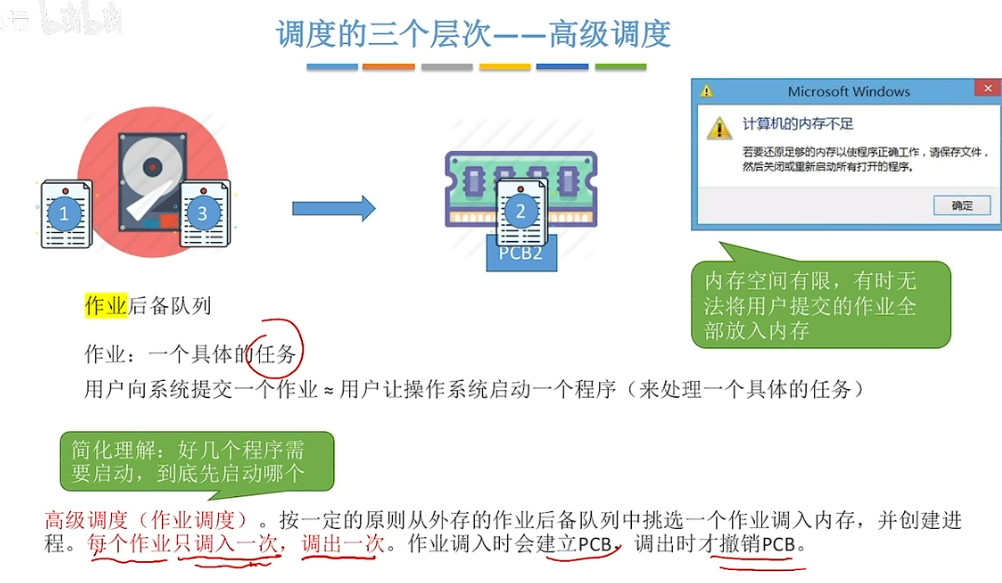 bilibili
调度的三个层次——高级调度
Microsoft Windows
计算机的内存不足
若要还原足够的内存以使程序正确工作，请保存文件，
然后关闭或重新启动所有打开的程序。
确定
1
3
2
PCB2
内存空间有限，有时无
法将用户提交的作业全
部放入内存
作业后备队列
作业：一个具体的任务
用户向系统提交一个作业 ≈ 用户让操作系统启动一个程序（来处理一个具体的任务）
简化理解：好几个程序需
要启动，到底先启动哪个
高级调度（作业调度）。按一定的原则从外存的作业后备队列中挑选一个作业调入内存，并创建进
程。每个作业只调入一次，调出一次。作业调入时会建立PCB，调出时才撤销PCB。